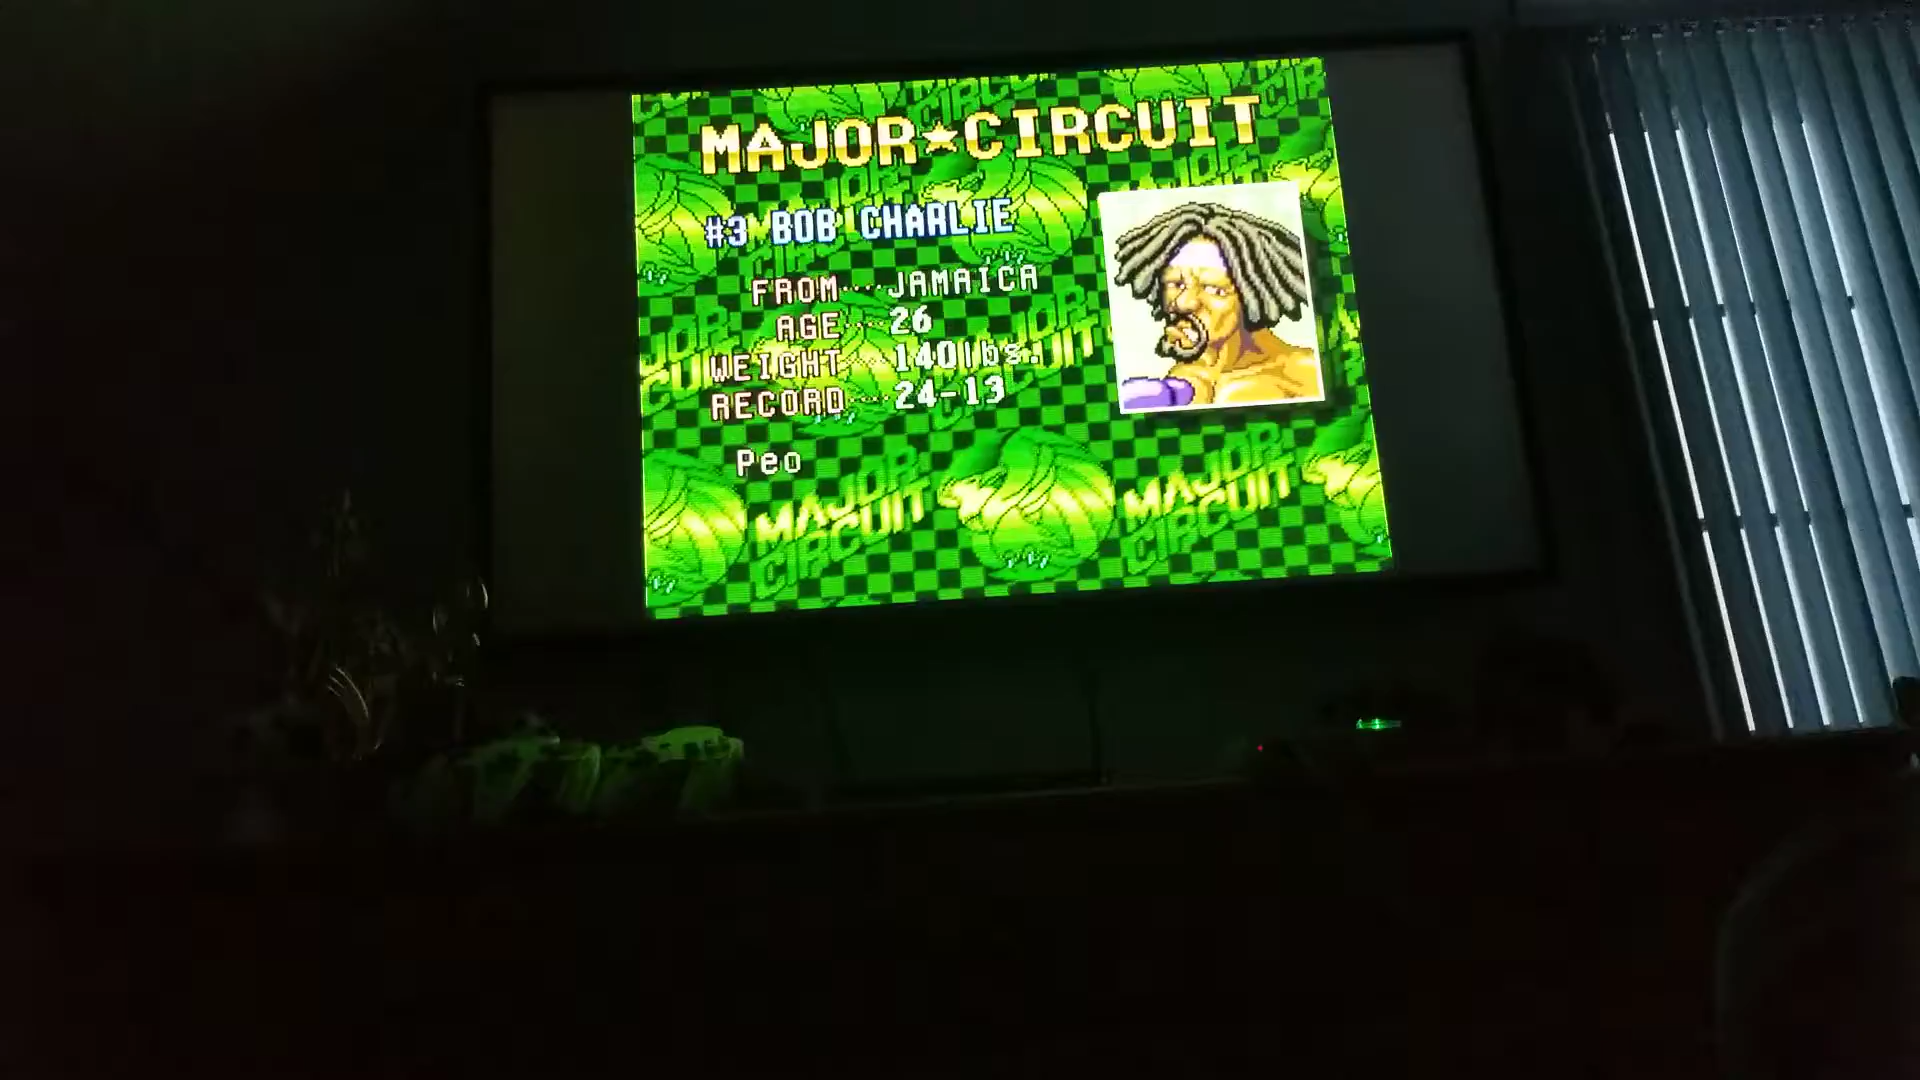 MAJOR★CIRCUIT
#3 BOB CHARLIE
FROM····JAMAICA
AGE····26
WEIGHT····140lbs.
RECORD····24-13
Peo
MAJOR CIRCUIT
MAJOR CIRCUIT